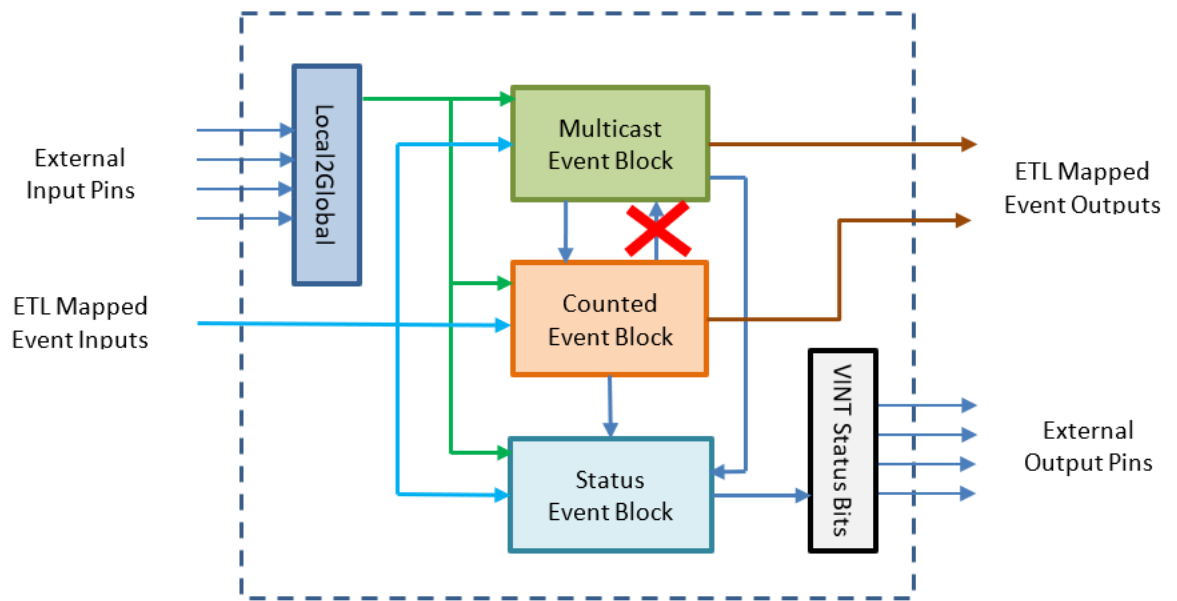 External
Input Pins
ETL Mapped
Event Inputs
Local2Global
Multicast
Event Block
Counted
Event Block
Status
Event Block
VINT Status Bits
ETL Mapped
Event Outputs
External
Output Pins